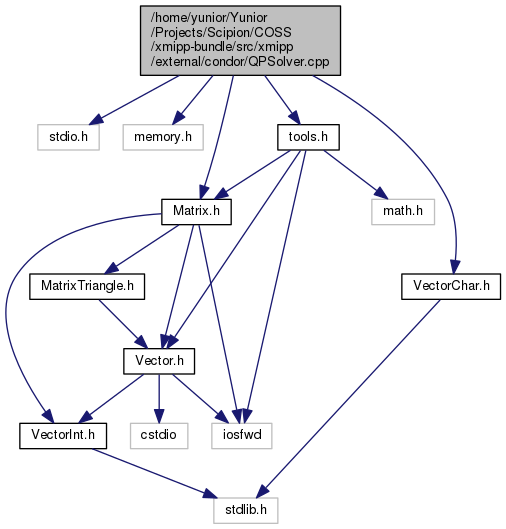 /home/yunior/Yunior
/Projects/Scipion/COSS
/xmipp-bundle/src/xmipp
/external/condor/QPSolver.cpp
stdio.h
memory.h
tools.h
Matrix.h
math.h
MatrixTriangle.h
VectorChar.h
Vector.h
VectorInt.h
cstdio
iosfwd
stdlib.h